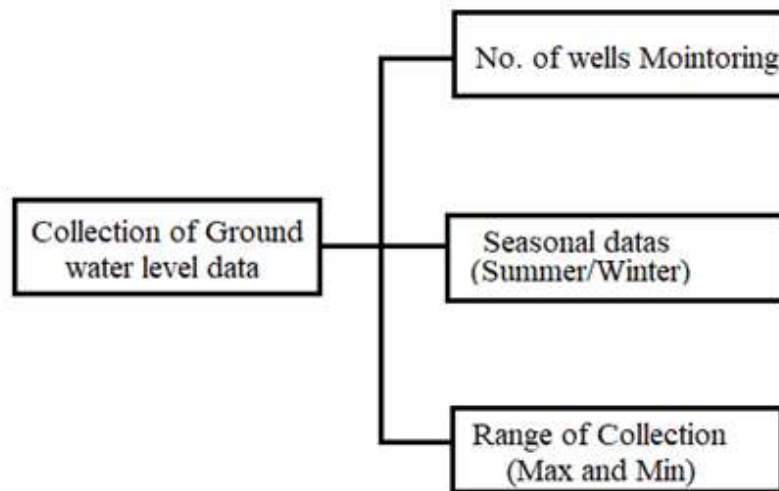 No. of wells Mointoring
Collection of Ground
water level data
Seasonal datas
(Summer/Winter)
Range of Collection
(Max and Min)